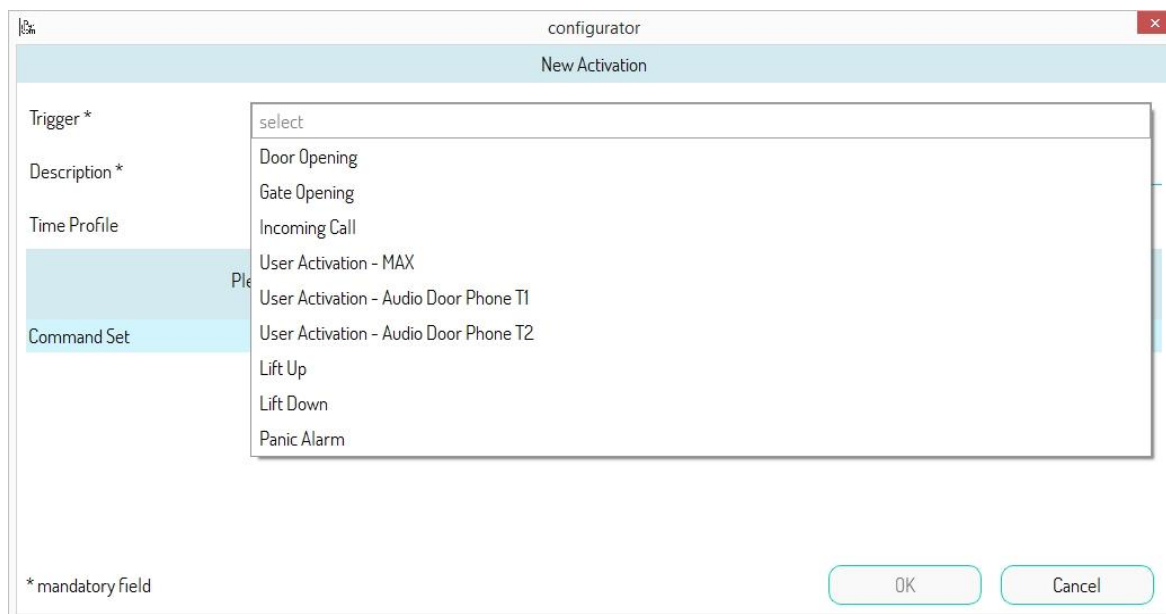 configurator
New Activation
Trigger *
select
Door Opening
Description *
Gate Opening
Time Profile
Incoming Call
User Activation - MAX
Ple
User Activation - Audio Door Phone T1
User Activation - Audio Door Phone T2
Command Set
Lift Up
Lift Down
Panic Alarm
* mandatory field
OK
Cancel